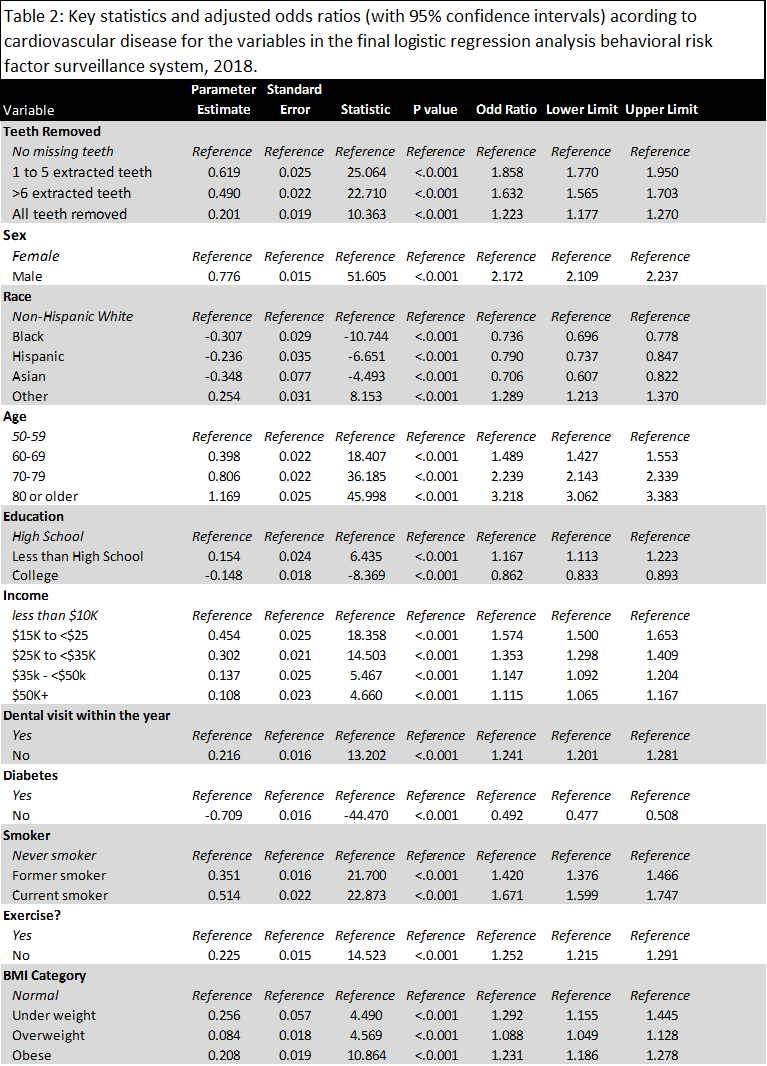 Table 2: Key statistics and adjusted odds ratios (with 95% confidence intervals) acording to
cardiovascular disease for the variables in the final logistic regression analysis behavioral risk
factor surveillance system, 2018.
Parameter Standard
Variable Estimate Error Statistic P value Odd Ratio Lower Limit Upper Limit
Teeth Removed
No missing teeth Reference Reference Reference Reference Reference Reference Reference
1 to 5 extracted teeth 0.619 0.025 25.064 <.001 1.858 1.770 1.950
>6 extracted teeth 0.490 0.022 22.710 <.001 1.632 1.565 1.703
All teeth removed 0.201 0.019 10.363 <.001 1.223 1.177 1.270
Sex
Female Reference Reference Reference Reference Reference Reference Reference
Male 0.776 0.015 51.605 <.001 2.172 2.109 2.237
Race
Non-Hispanic White Reference Reference Reference Reference Reference Reference Reference
Black -0.307 0.029 -10.744 <.001 0.736 0.696 0.778
Hispanic -0.236 0.035 -6.651 <.001 0.790 0.737 0.847
Asian -0.348 0.077 -4.493 <.001 0.706 0.607 0.822
Other 0.254 0.031 8.153 <.001 1.289 1.213 1.370
Age
50-59 Reference Reference Reference Reference Reference Reference Reference
60-69 0.398 0.022 18.407 <.001 1.489 1.427 1.553
70-79 0.806 0.022 36.185 <.001 2.239 2.143 2.339
80 or older 1.169 0.025 45.998 <.001 3.218 3.062 3.383
Education
High School Reference Reference Reference Reference Reference Reference Reference
Less than High School 0.154 0.024 6.435 <.001 1.167 1.113 1.223
College -0.148 0.018 -8.369 <.001 0.862 0.833 0.893
Income
less than $10K Reference Reference Reference Reference Reference Reference Reference
$15K to <$25 0.454 0.025 18.358 <.001 1.574 1.500 1.653
$25K to <$35K 0.302 0.021 14.503 <.001 1.353 1.298 1.409
$35k - <$50k 0.137 0.025 5.467 <.001 1.147 1.092 1.204
$50K+ 0.108 0.023 4.660 <.001 1.115 1.065 1.167
Dental visit within the year
Yes Reference Reference Reference Reference Reference Reference Reference
No 0.216 0.016 13.202 <.001 1.241 1.201 1.281
Diabetes
Yes Reference Reference Reference Reference Reference Reference Reference
No -0.709 0.016 -44.470 <.001 0.492 0.477 0.508
Smoker
Never smoker Reference Reference Reference Reference Reference Reference Reference
Former smoker 0.351 0.016 21.700 <.001 1.420 1.376 1.466
Current smoker 0.514 0.022 22.873 <.001 1.671 1.599 1.747
Exercise?
Yes Reference Reference Reference Reference Reference Reference Reference
No 0.225 0.015 14.523 <.001 1.252 1.215 1.291
BMI Category
Normal Reference Reference Reference Reference Reference Reference Reference
Under weight 0.256 0.057 4.490 <.001 1.292 1.155 1.445
Overweight 0.084 0.018 4.569 <.001 1.088 1.049 1.128
Obese 0.208 0.019 10.864 <.001 1.231 1.186 1.278